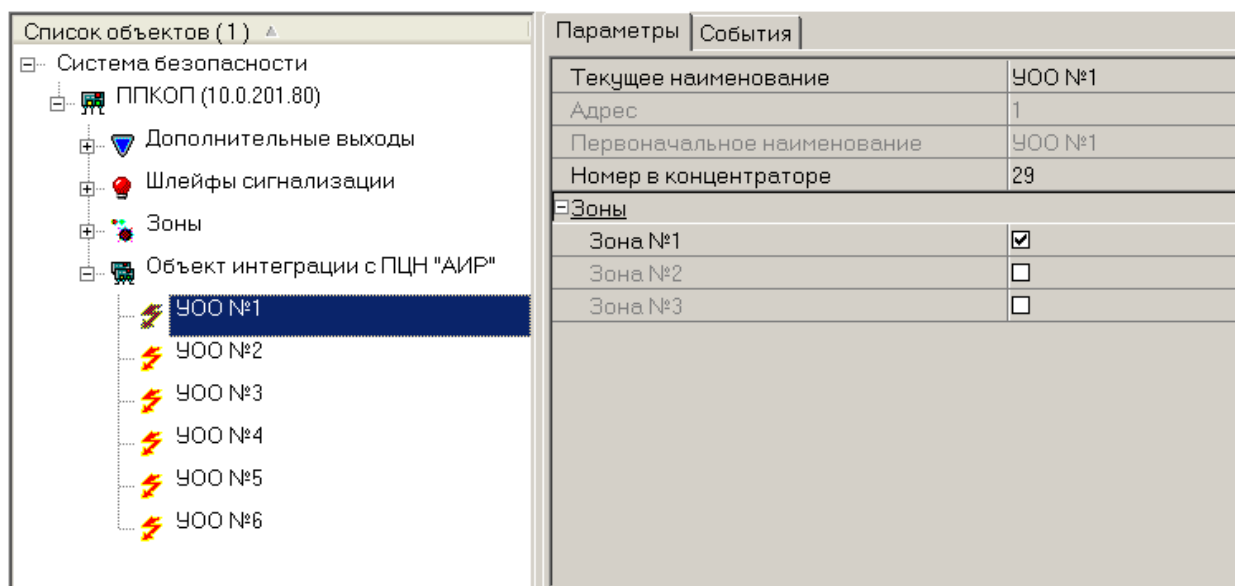 Список объектов (1)
Система безопасности
ППКОП (10.0.201.80)
Дополнительные выходы
Шлейфы сигнализации
Зоны
Объект интеграции с ПЦН "АИР"
УОО №1
УОО №2
УОО №3
УОО №4
УОО №5
УОО №6
Параметры События
Текущее наименование УОО №1
Адрес 1
Первоначальное наименование УОО №1
Номер в концентраторе 29
Зоны
Зона №1
Зона №2
Зона №3